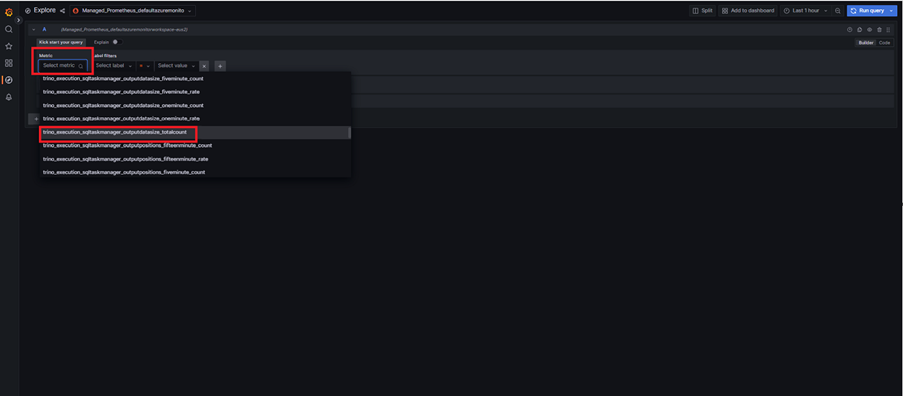 Explore Managed_Prometheus_defaultazuremonito Split Add to dashboard Last 1 hour Run query
A (Managed_Prometheus_defaultazuremonitorworkspace-eus2)
Kick start your query Explain Builder Code
Metric Label filters
Select metric Select label = Select value × +
trino_execution_sqltaskmanager_outputdatasize_fiveminute_count
trino_execution_sqltaskmanager_outputdatasize_fiveminute_rate
trino_execution_sqltaskmanager_outputdatasize_oneminute_count
trino_execution_sqltaskmanager_outputdatasize_oneminute_rate
trino_execution_sqltaskmanager_outputdatasize_totalcount
trino_execution_sqltaskmanager_outputpositions_fifteenminute_count
trino_execution_sqltaskmanager_outputpositions_fifteenminute_rate
trino_execution_sqltaskmanager_outputpositions_fiveminute_count